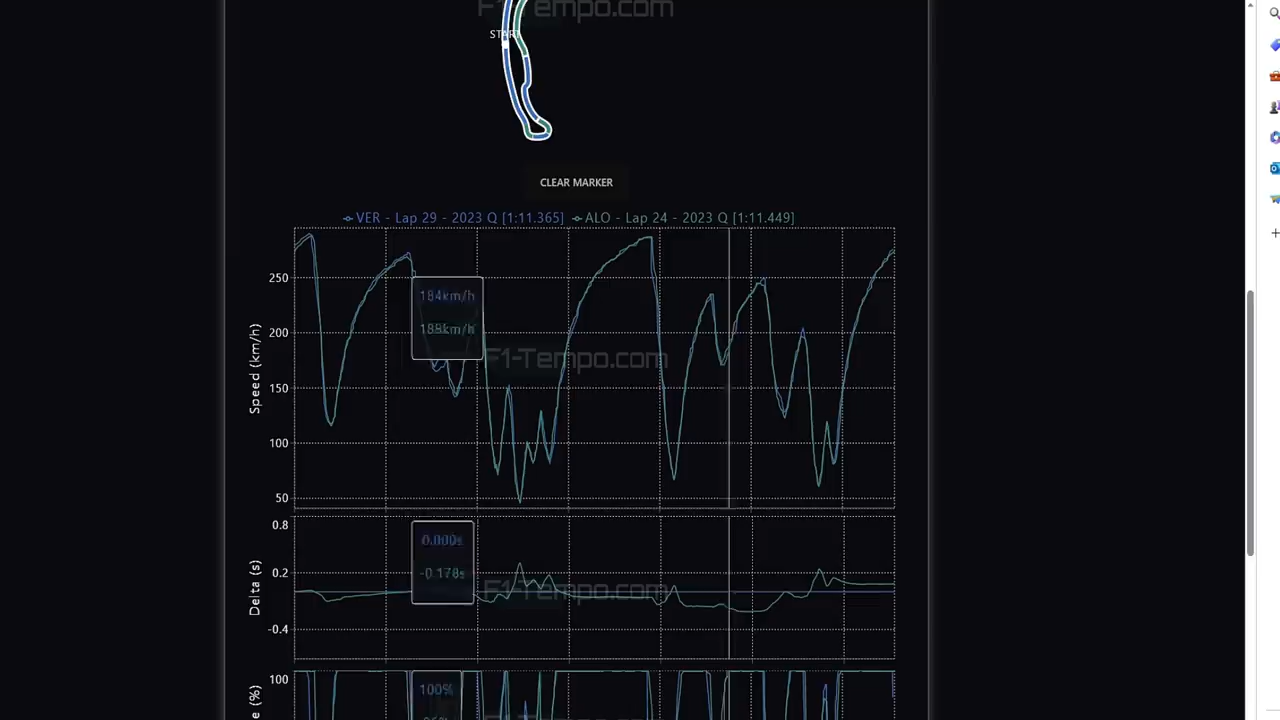 F1-Tempo.com
START
CLEAR MARKER
VER - Lap 29 - 2023 Q [1:11.365] ALO - Lap 24 - 2023 Q [1:11.449]
Speed (km/h)
250
200
150
100
50
184km/h
188km/h
F1-Tempo.com
Delta (s)
0.8
0.2
-0.4
0.000s
-0.178s
F1-Tempo.com
100
100%